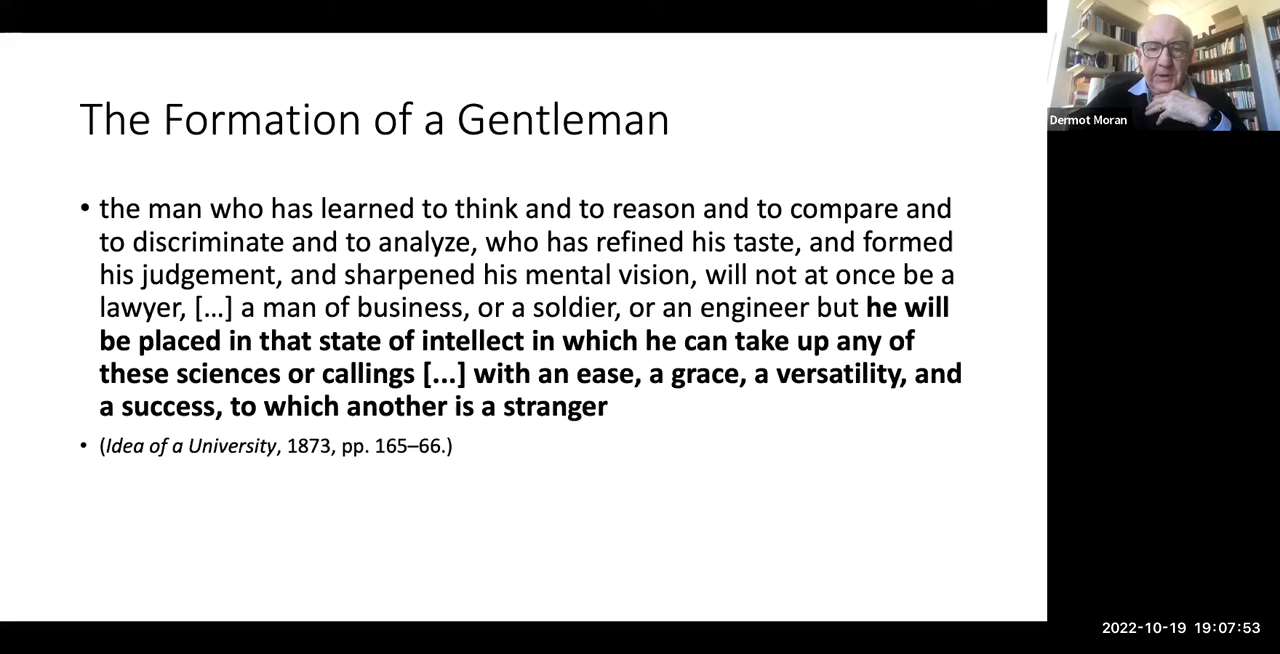 The Formation of a Gentleman
• the man who has learned to think and to reason and to compare and
to discriminate and to analyze, who has refined his taste, and formed
his judgement, and sharpened his mental vision, will not at once be a
lawyer, [...] a man of business, or a soldier, or an engineer but he will
be placed in that state of intellect in which he can take up any of
these sciences or callings [...] with an ease, a grace, a versatility, and
a success, to which another is a stranger
• (Idea of a University, 1873, pp. 165–66.)
Dermot Moran
2022-10-19 19:07:53